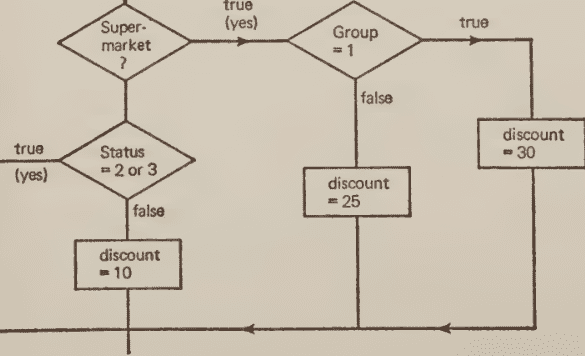 true
(yes)
true
Super-
market
?
Group
= 1
false
discount
= 30
true
(yes)
Status
= 2 or 3
discount
= 25
false
discount
= 10